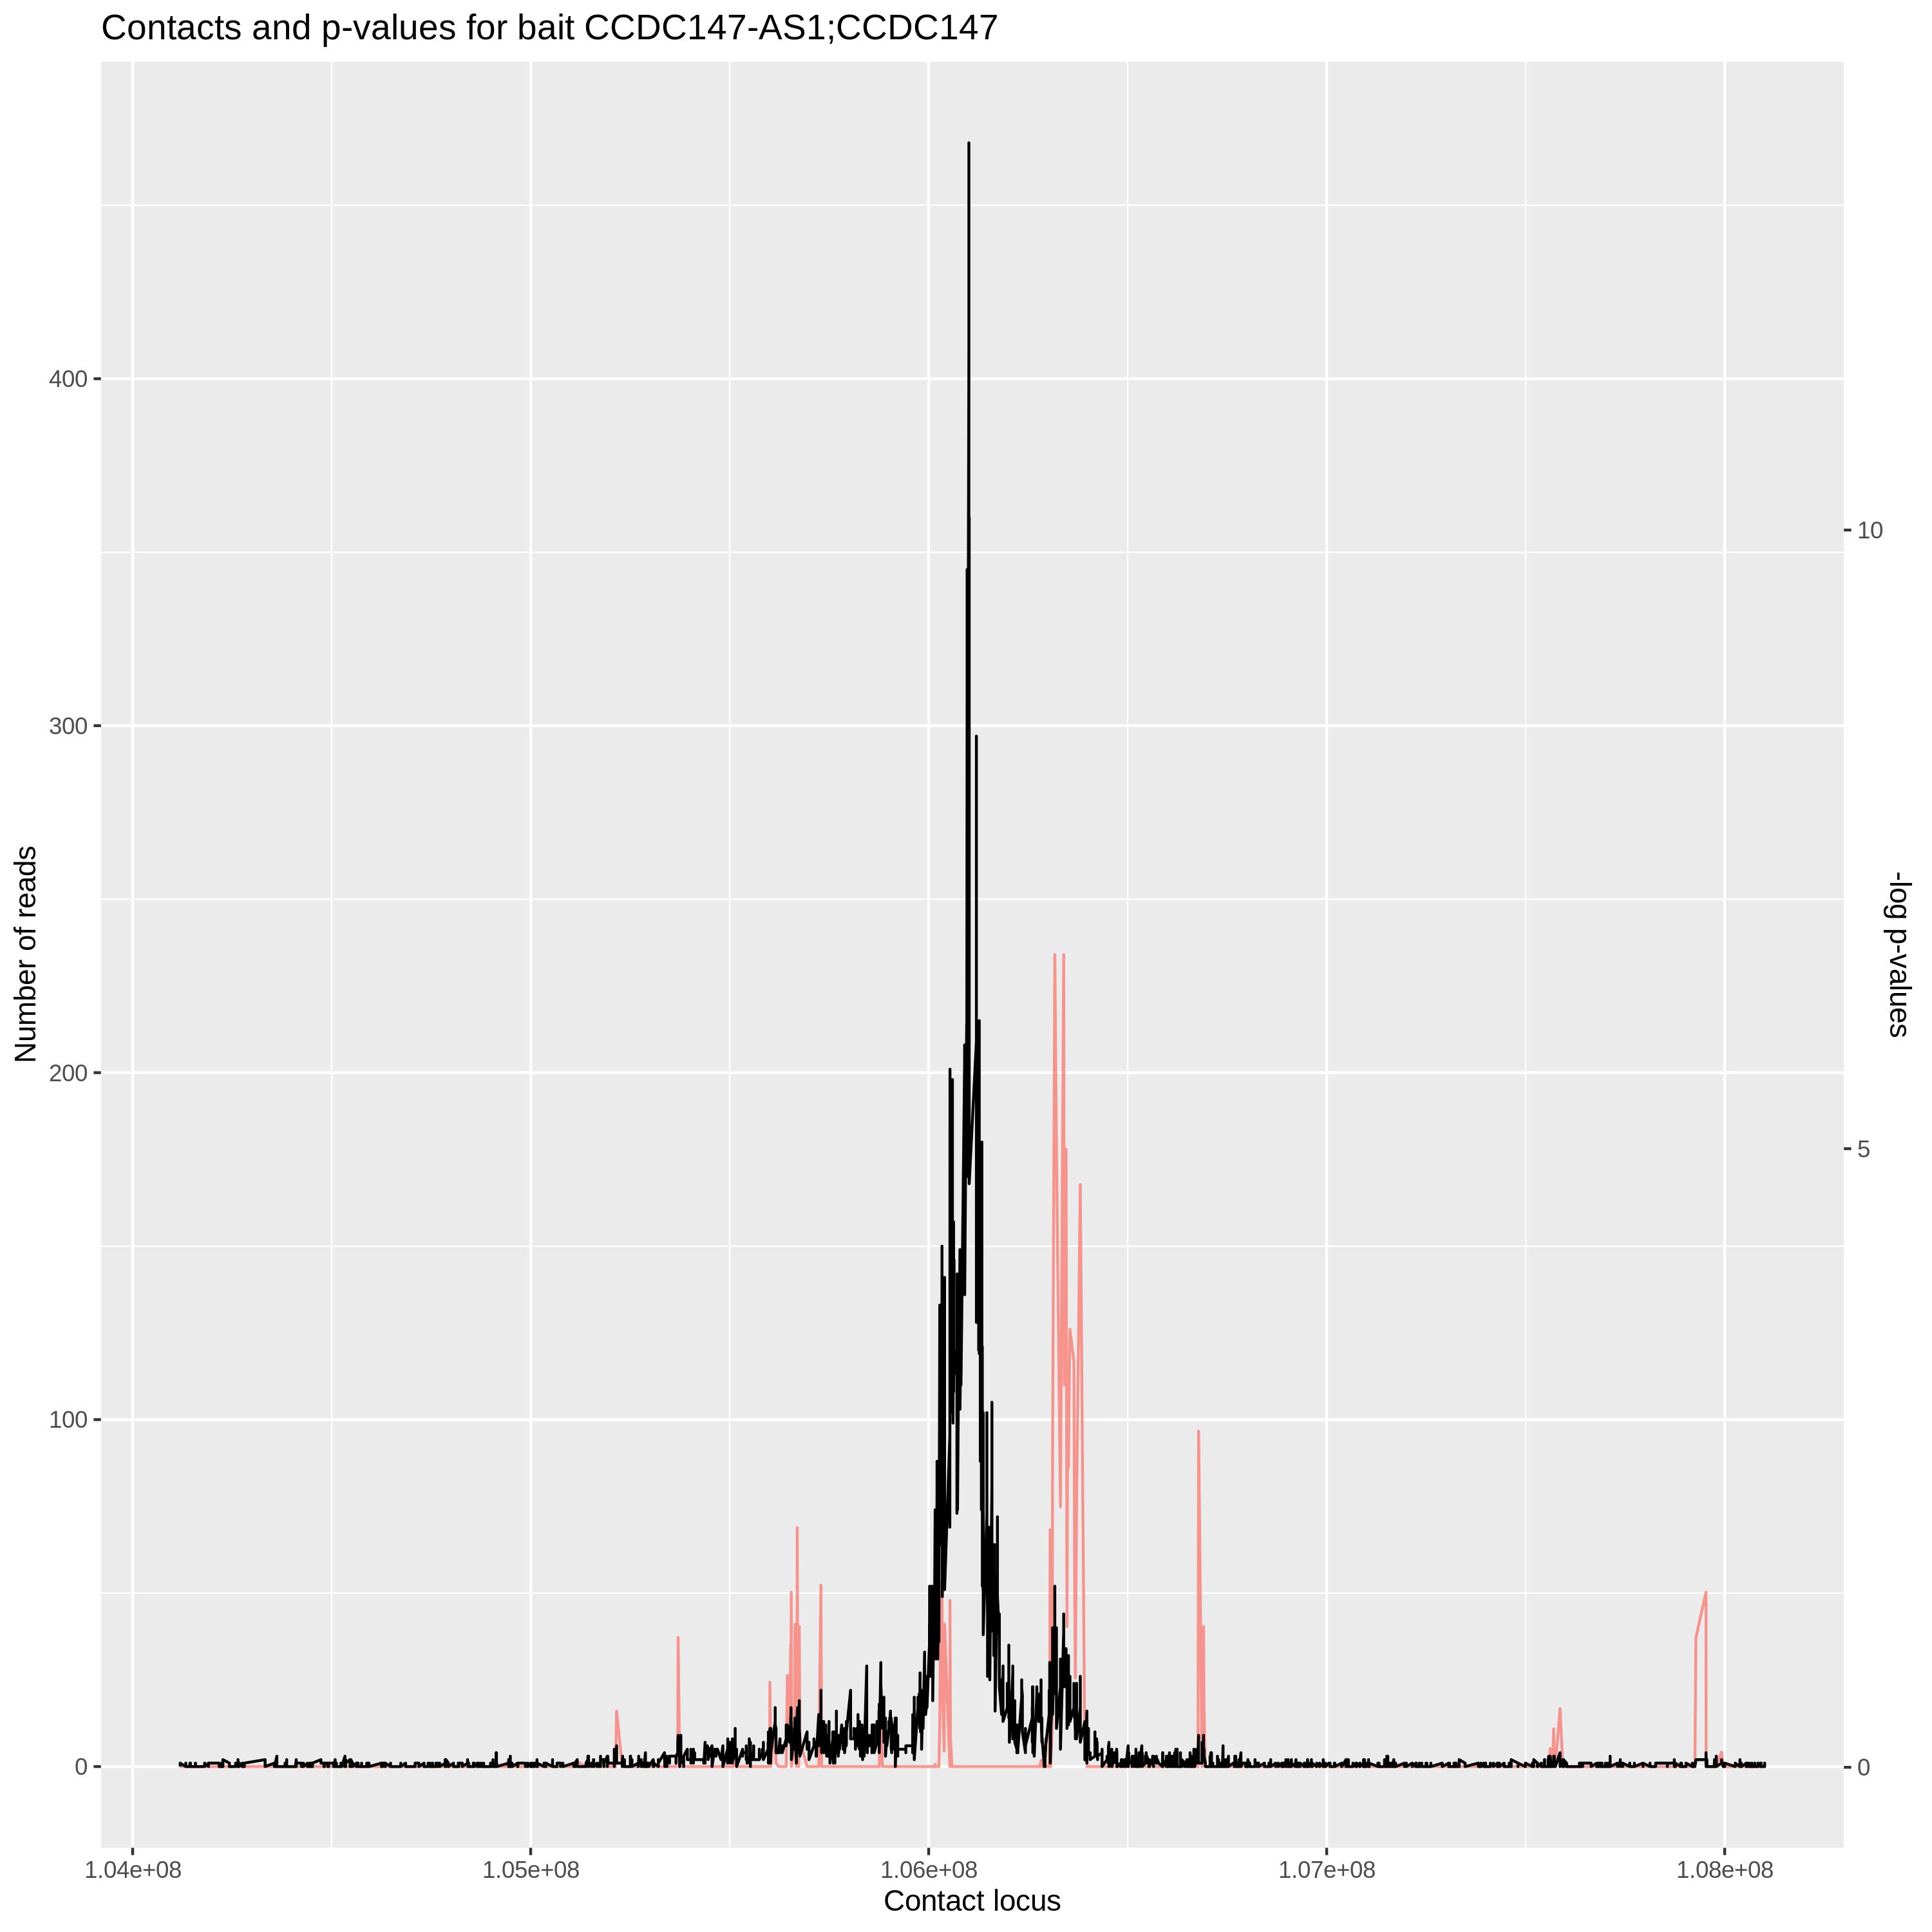 Contacts and p-values for bait CCDC147-AS1;CCDC147
Number of reads
400
300
200
100
0
10
5
0
-log p-values
1.04e+08 1.05e+08 1.06e+08 1.07e+08 1.08e+08
Contact locus